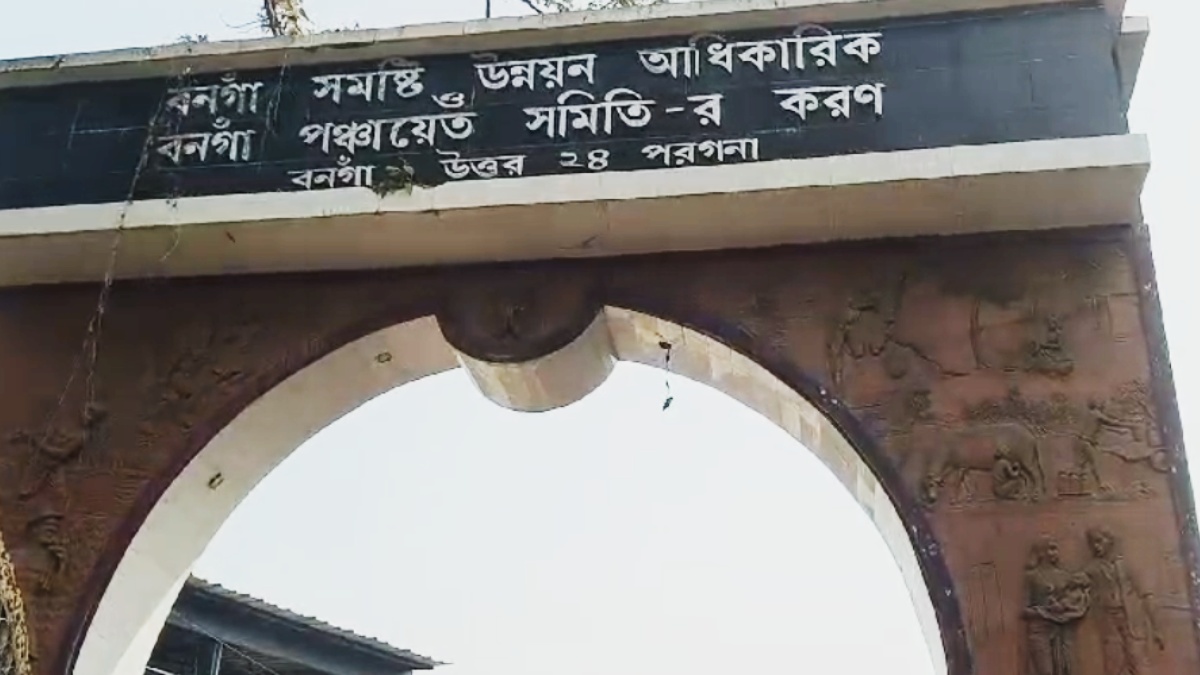 বনগাঁ সমষ্টি উন্নয়ন আধিকারিক
ও
বনগাঁ পঞ্চায়েত সমিতি-র করণ
বনগাঁ, উত্তর ২৪ পরগনা